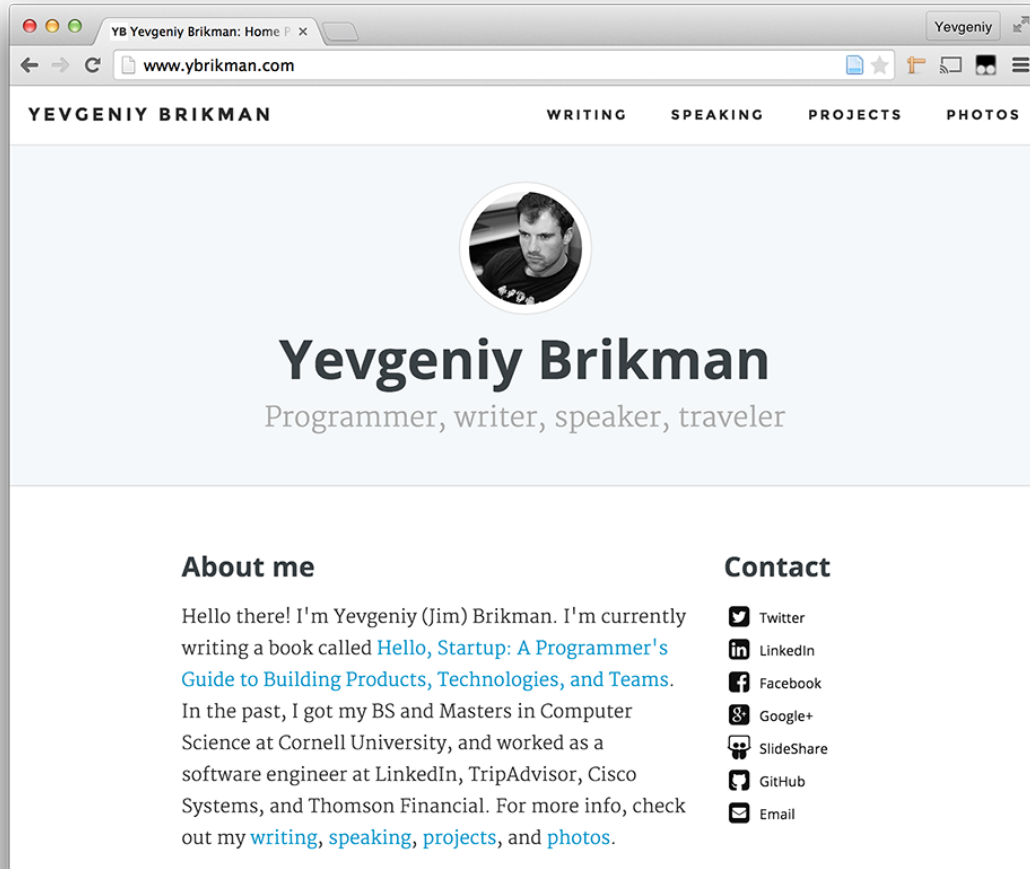 YB Yevgeniy Brikman: Home P
Yevgeniy
www.ybrikman.com
YEVGENIY BRIKMAN
WRITING SPEAKING PROJECTS PHOTOS
Yevgeniy Brikman
Programmer, writer, speaker, traveler
About me
Hello there! I'm Yevgeniy (Jim) Brikman. I'm currently
writing a book called Hello, Startup: A Programmer's
Guide to Building Products, Technologies, and Teams.
In the past, I got my BS and Masters in Computer
Science at Cornell University, and worked as a
software engineer at LinkedIn, TripAdvisor, Cisco
Systems, and Thomson Financial. For more info, check
out my writing, speaking, projects, and photos.
Contact
Twitter
LinkedIn
Facebook
Google+
SlideShare
GitHub
Email